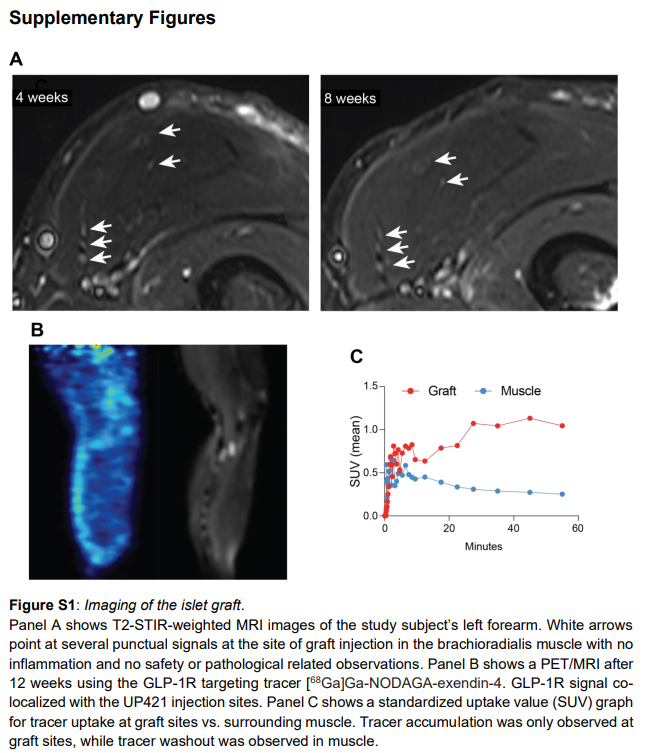 Supplementary Figures
A
4 weeks
8 weeks
B
C
1.5
1.0
0.5
0.0
SUV (mean)
Graft
Muscle
0
20
40
60
Minutes
Figure S1: Imaging of the islet graft.
Panel A shows T2-STIR-weighted MRI images of the study subject's left forearm. White arrows
point at several punctual signals at the site of graft injection in the brachioradialis muscle with no
inflammation and no safety or pathological related observations. Panel B shows a PET/MRI after
12 weeks using the GLP-1R targeting tracer [⁶⁸Ga]Ga-NODAGA-exendin-4. GLP-1R signal co-
localized with the UP421 injection sites. Panel C shows a standardized uptake value (SUV) graph
for tracer uptake at graft sites vs. surrounding muscle. Tracer accumulation was only observed at
graft sites, while tracer washout was observed in muscle.